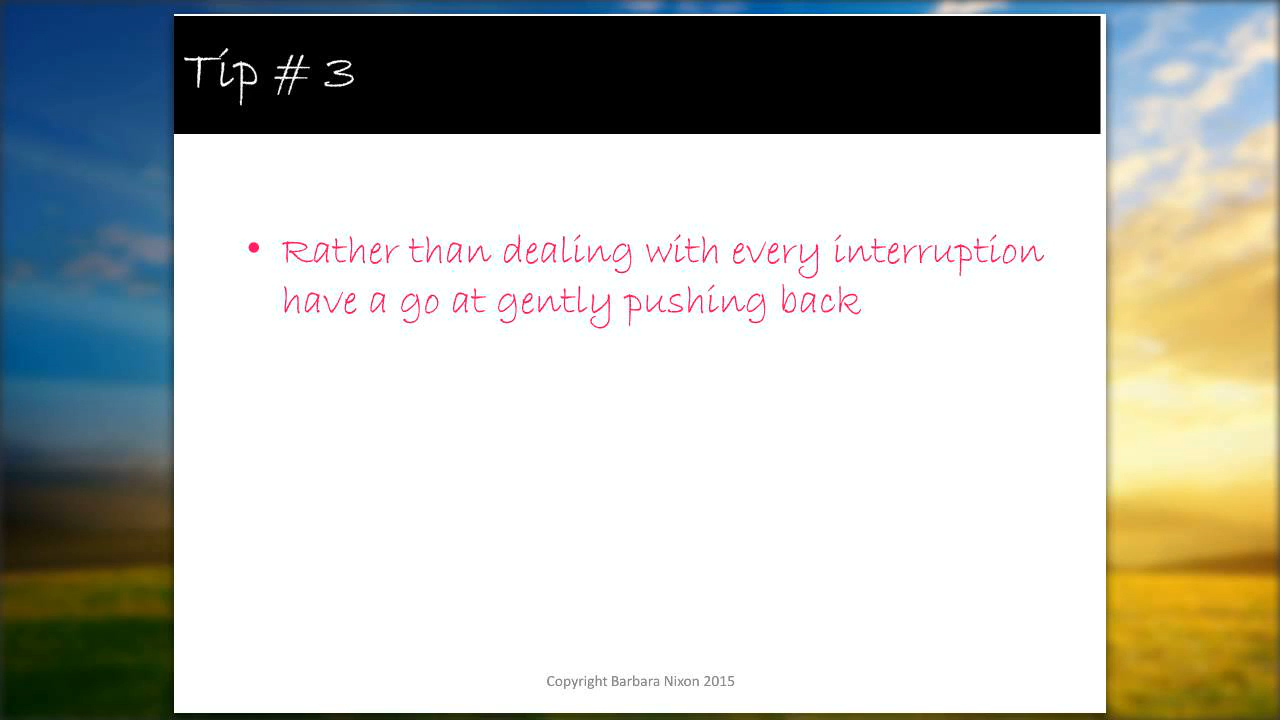 Tip # 3
• Rather than dealing with every interruption
have a go at gently pushing back
Copyright Barbara Nixon 2015